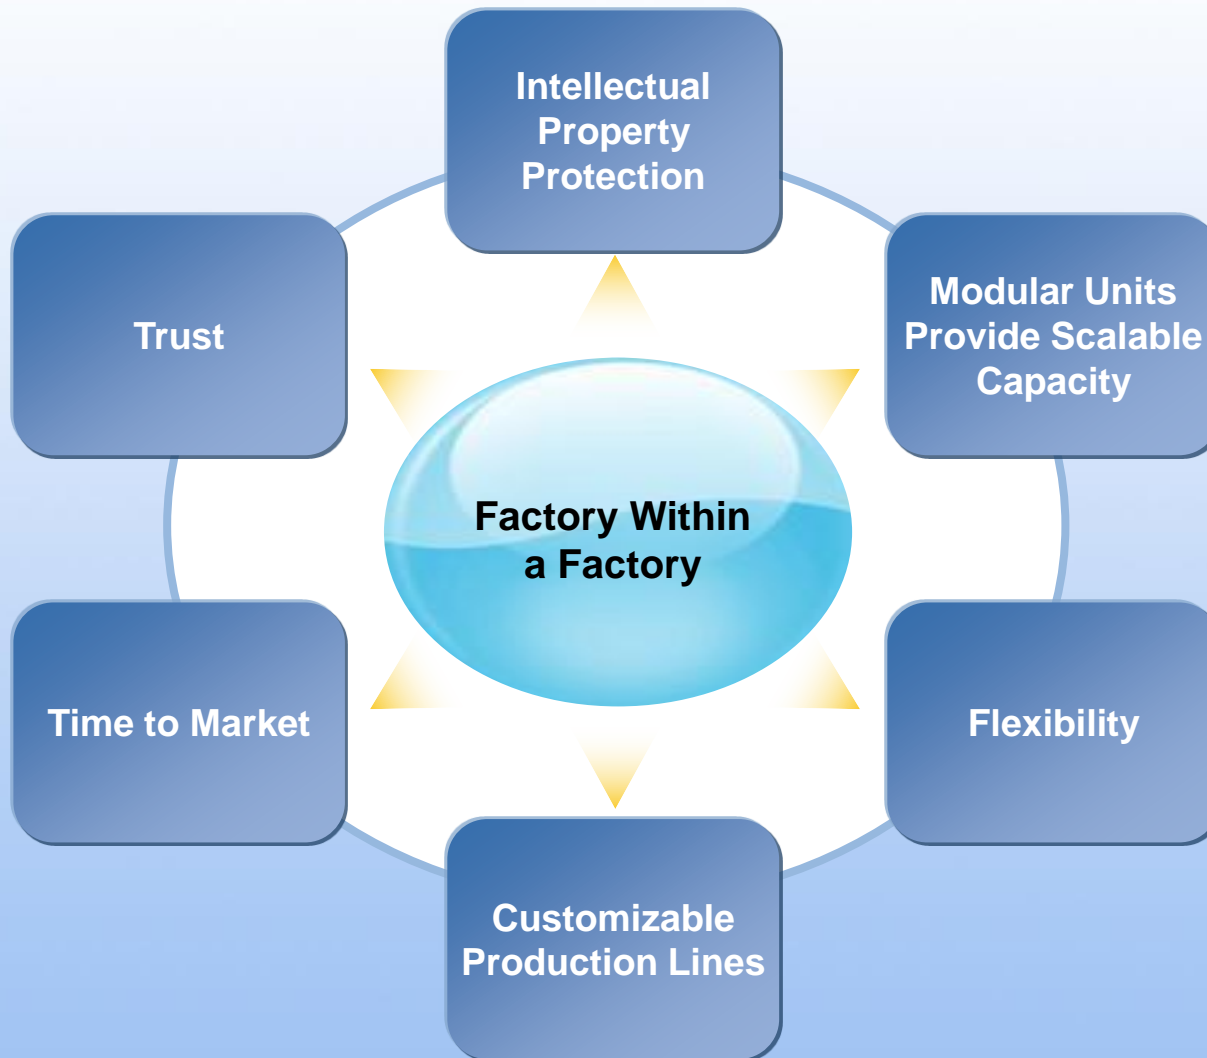 Intellectual
Property
Protection
Trust
Modular Units
Provide Scalable
Capacity
Factory Within
a Factory
Time to Market
Flexibility
Customizable
Production Lines